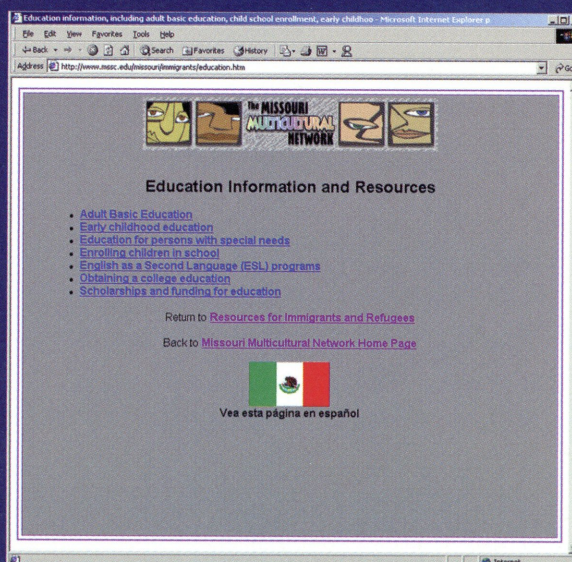 Education information, including adult basic education, child school enrollment, early childhoo - Microsoft Internet Explorer p
File Edit View Favorites Tools Help
Back Search Favorites History
Address http://www.mssc.edu/missouri/immigrants/education.htm Go
The MISSOURI
MULTICULTURAL
NETWORK
Education Information and Resources
Adult Basic Education
Early childhood education
Education for persons with special needs
Enrolling children in school
English as a Second Language (ESL) programs
Obtaining a college education
Scholarships and funding for education
Return to Resources for Immigrants and Refugees
Back to Missouri Multicultural Network Home Page
Vea esta página en español
Internet